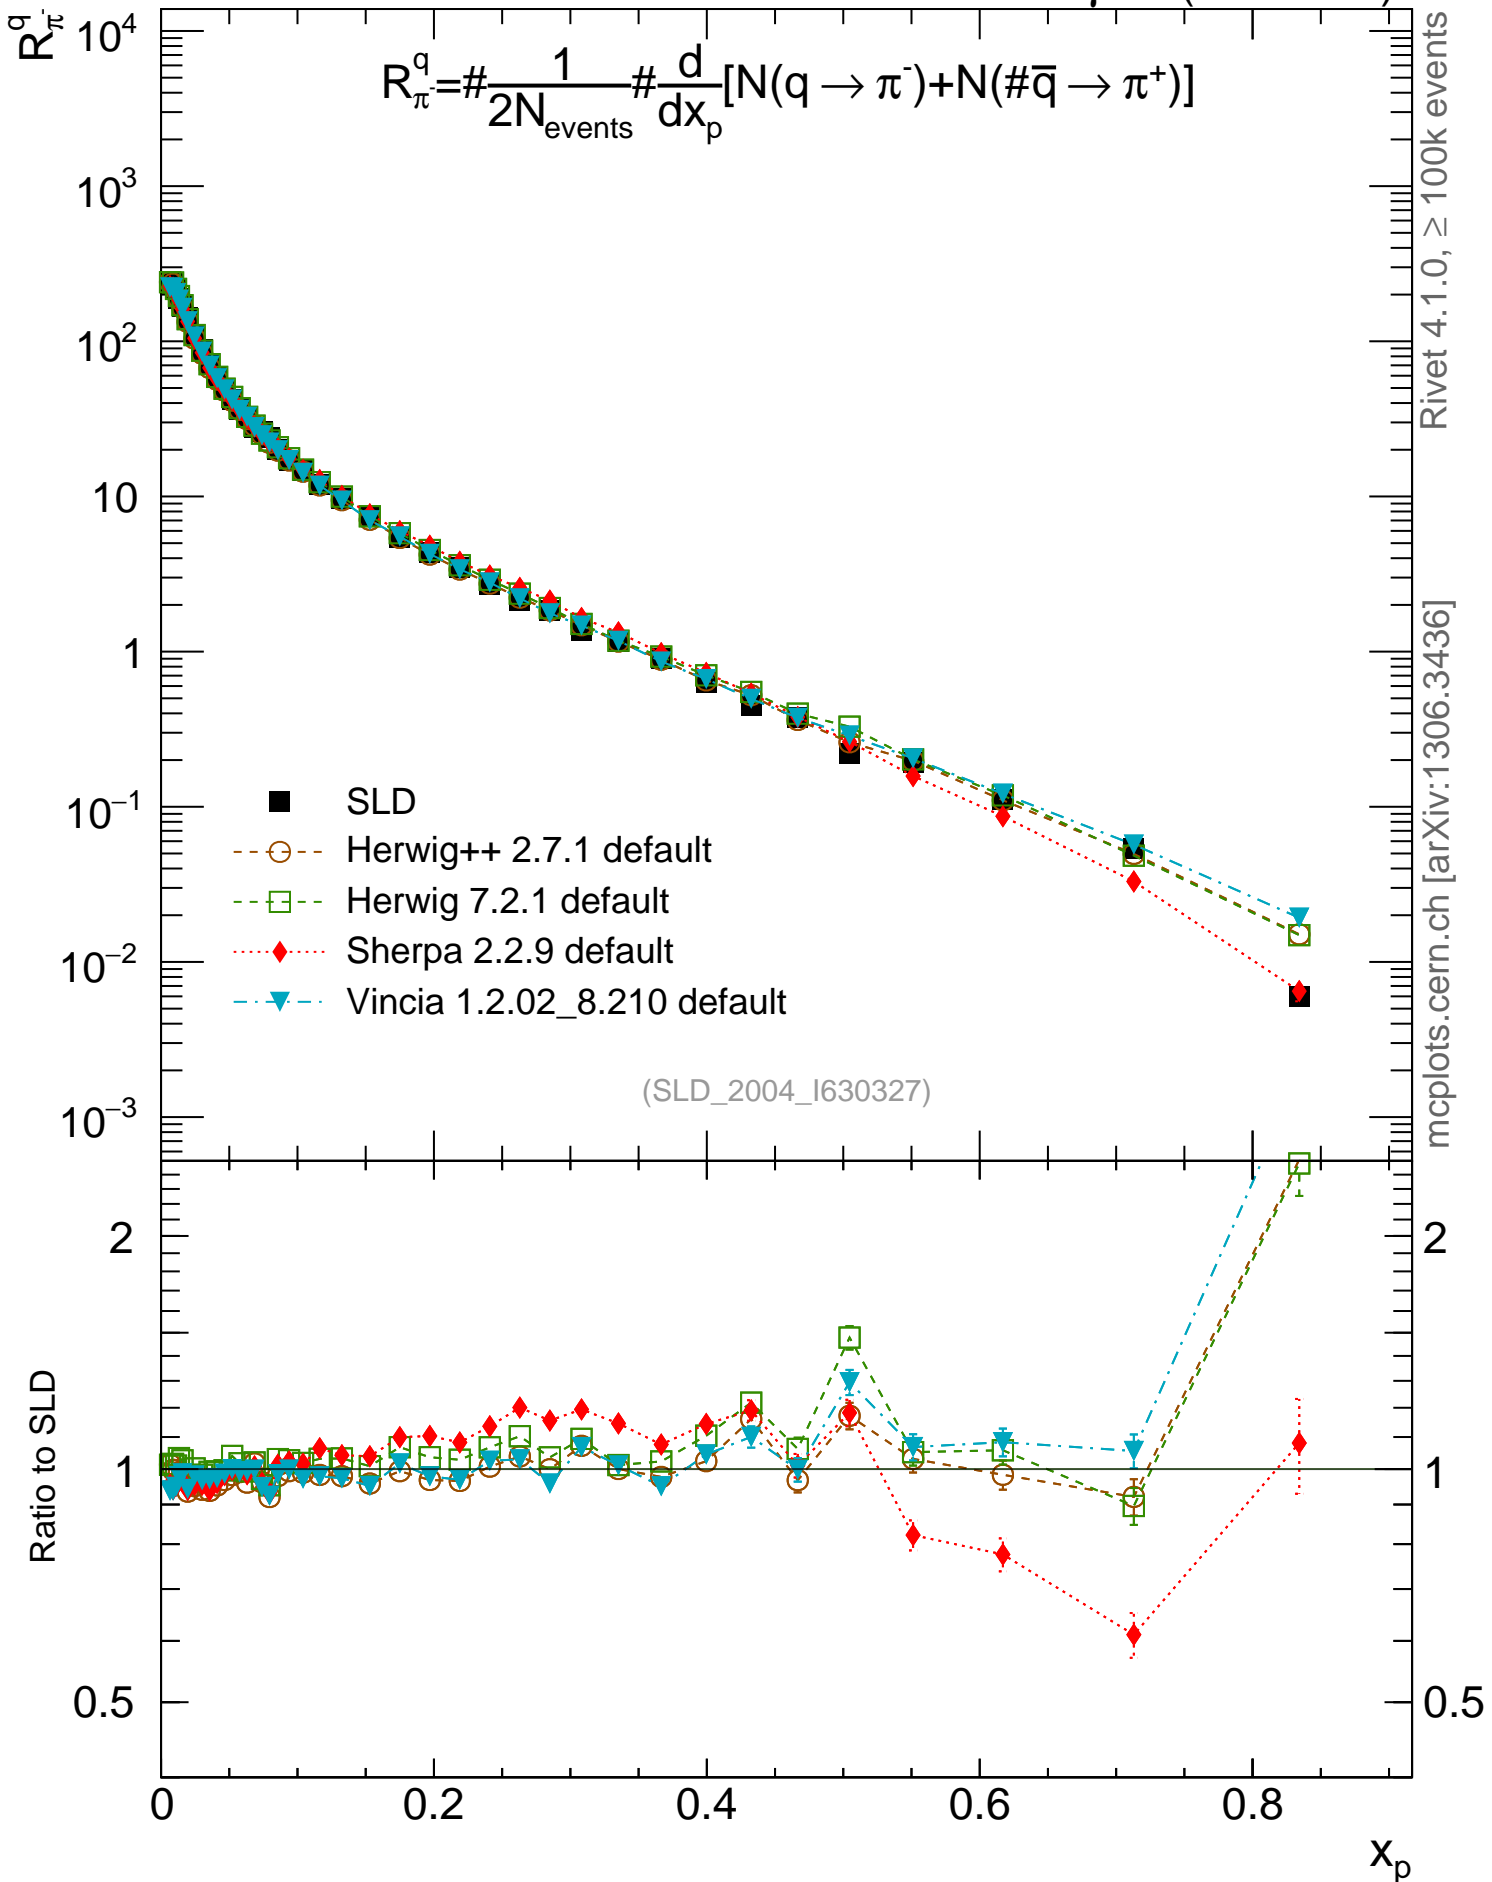 R^q_π-
R^q_π-=#1/2N_events#d/dx_p[N(q → π^-)+N(#q̅ → π^+)]
10^4
10^3
10^2
10
1
10^−1
10^−2
10^−3
SLD
Herwig++ 2.7.1 default
Herwig 7.2.1 default
Sherpa 2.2.9 default
Vincia 1.2.02_8.210 default
(SLD_2004_I630327)
Rivet 4.1.0, ≥ 100k events
mcplots.cern.ch [arXiv:1306.3436]
Ratio to SLD
2
1
0.5
2
1
0.5
0 0.2 0.4 0.6 0.8
x_p